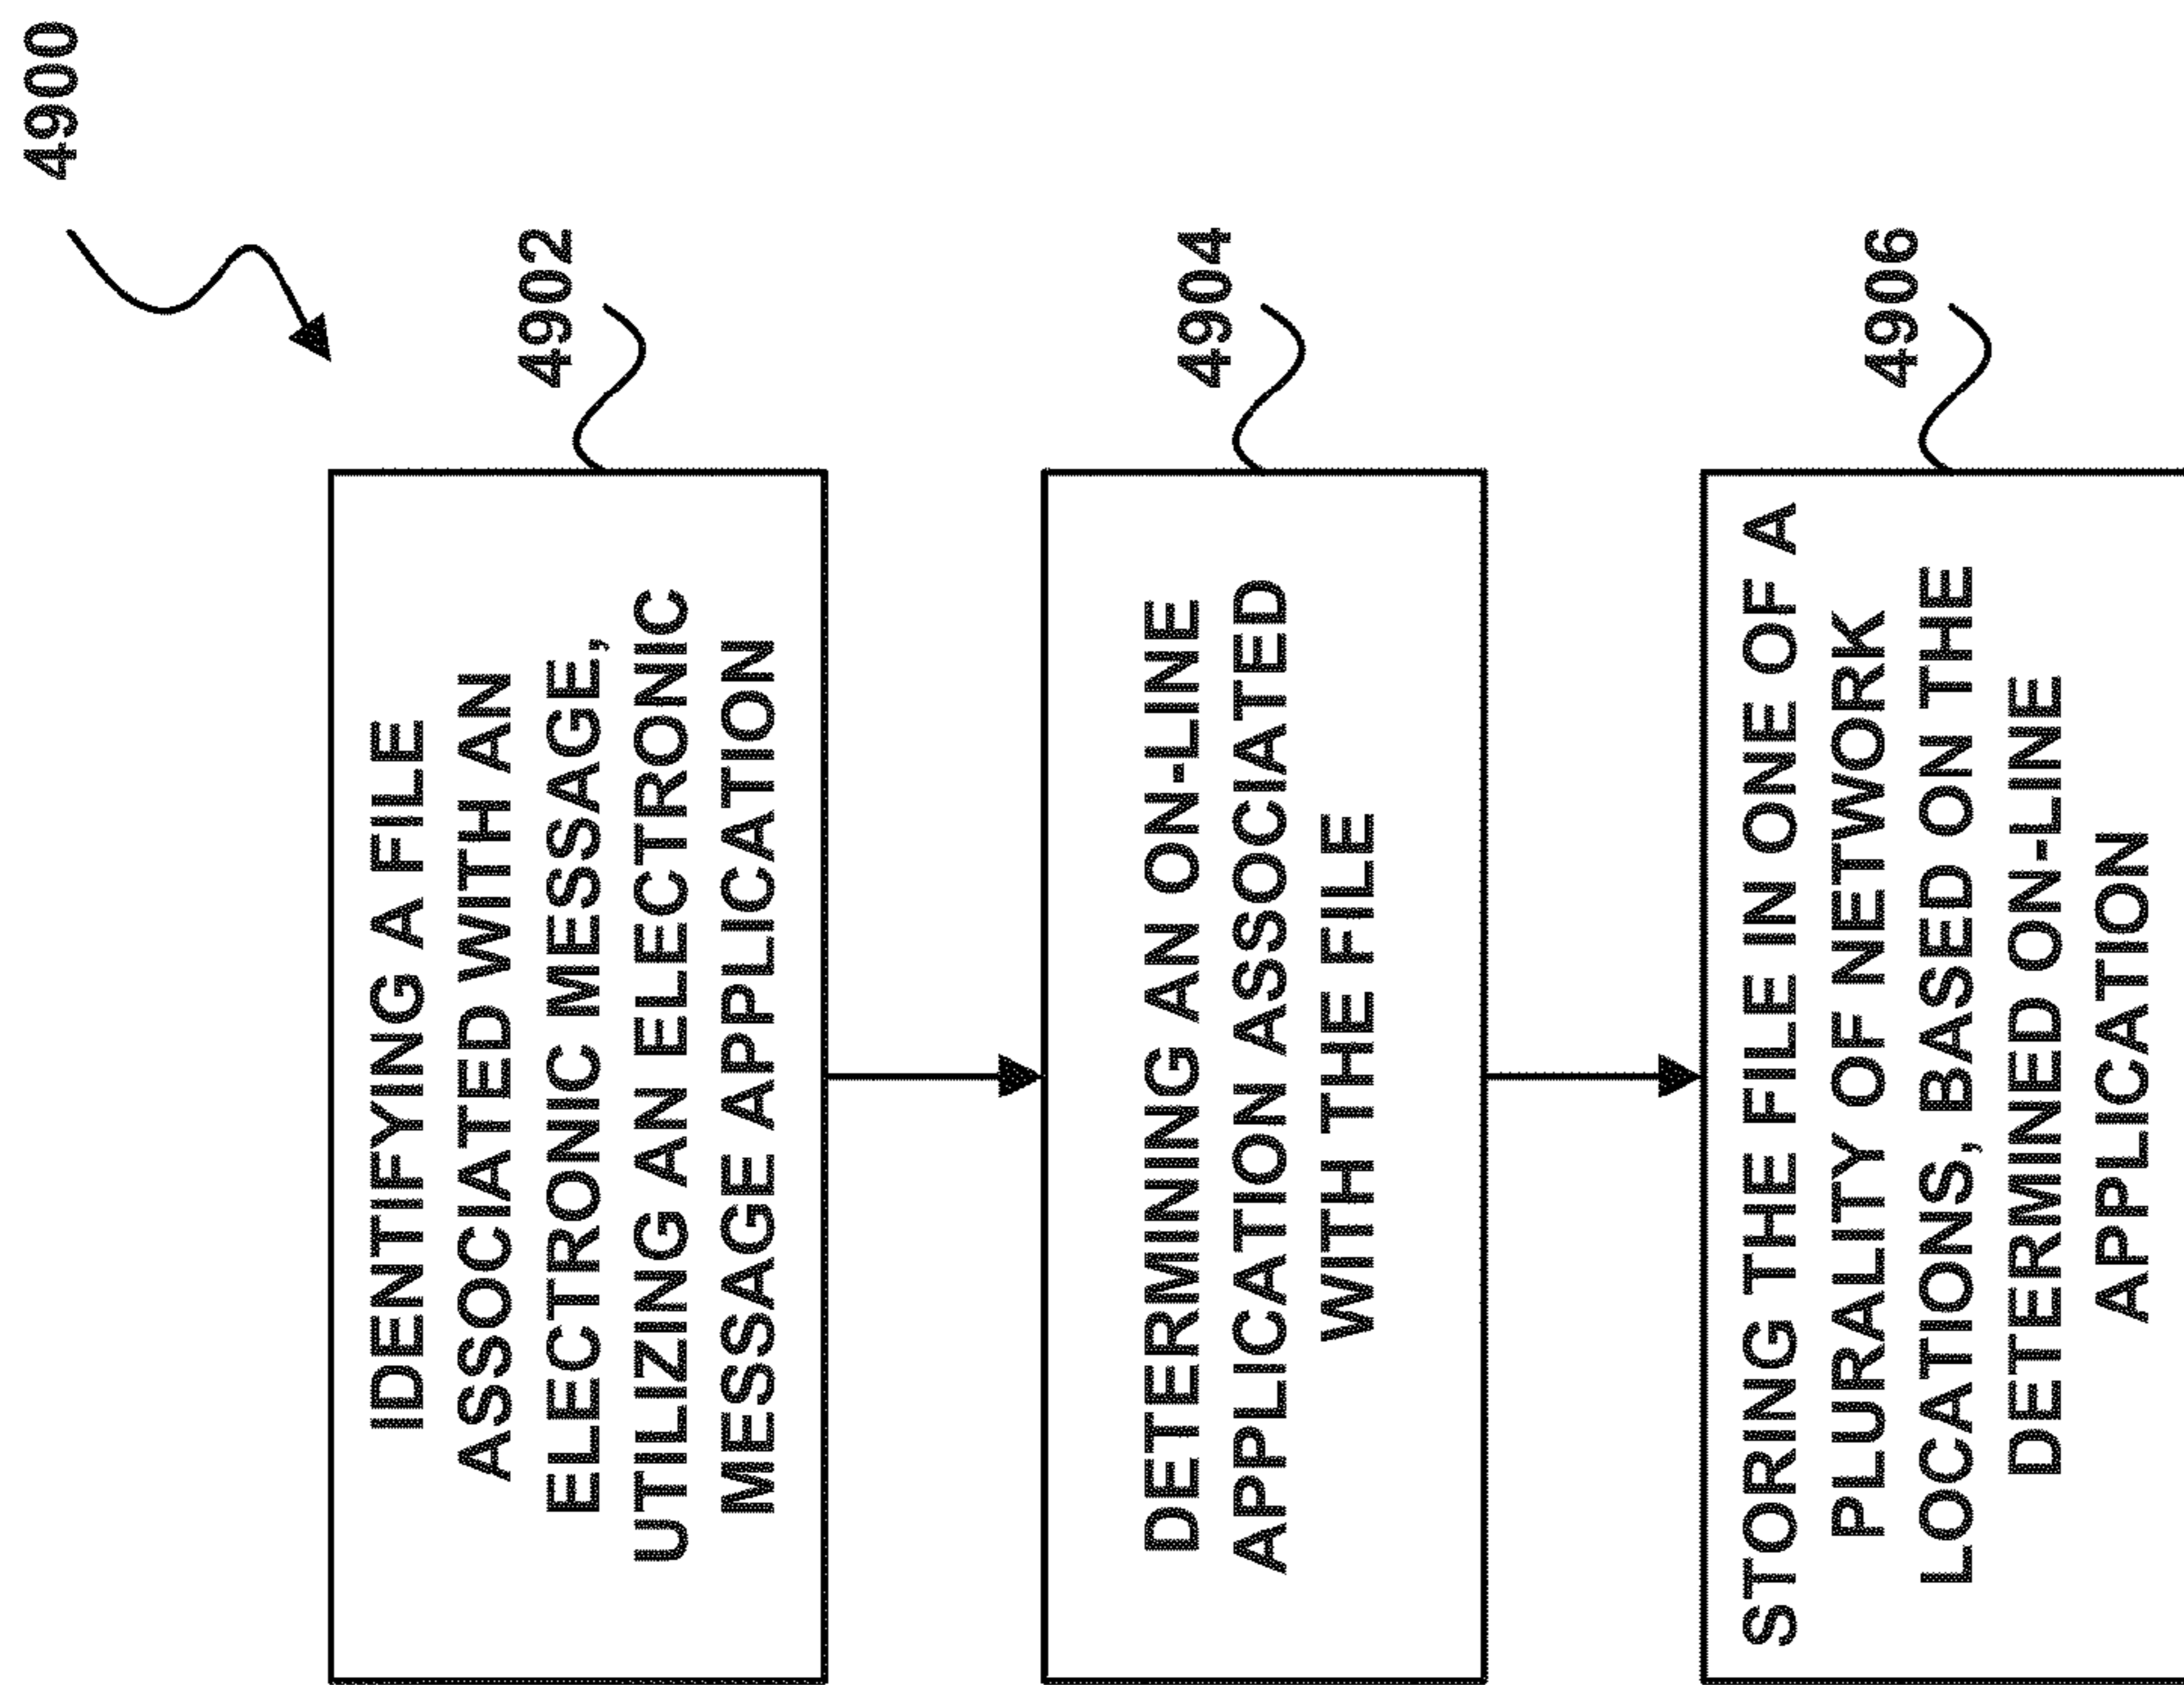 4900
IDENTIFYING A FILE
ASSOCIATED WITH AN
ELECTRONIC MESSAGE,
UTILIZING AN ELECTRONIC
MESSAGE APPLICATION
4902
DETERMINING AN ON-LINE
APPLICATION ASSOCIATED
WITH THE FILE
4904
STORING THE FILE IN ONE OF A
PLURALITY OF NETWORK
LOCATIONS, BASED ON THE
DETERMINED ON-LINE
APPLICATION
4906